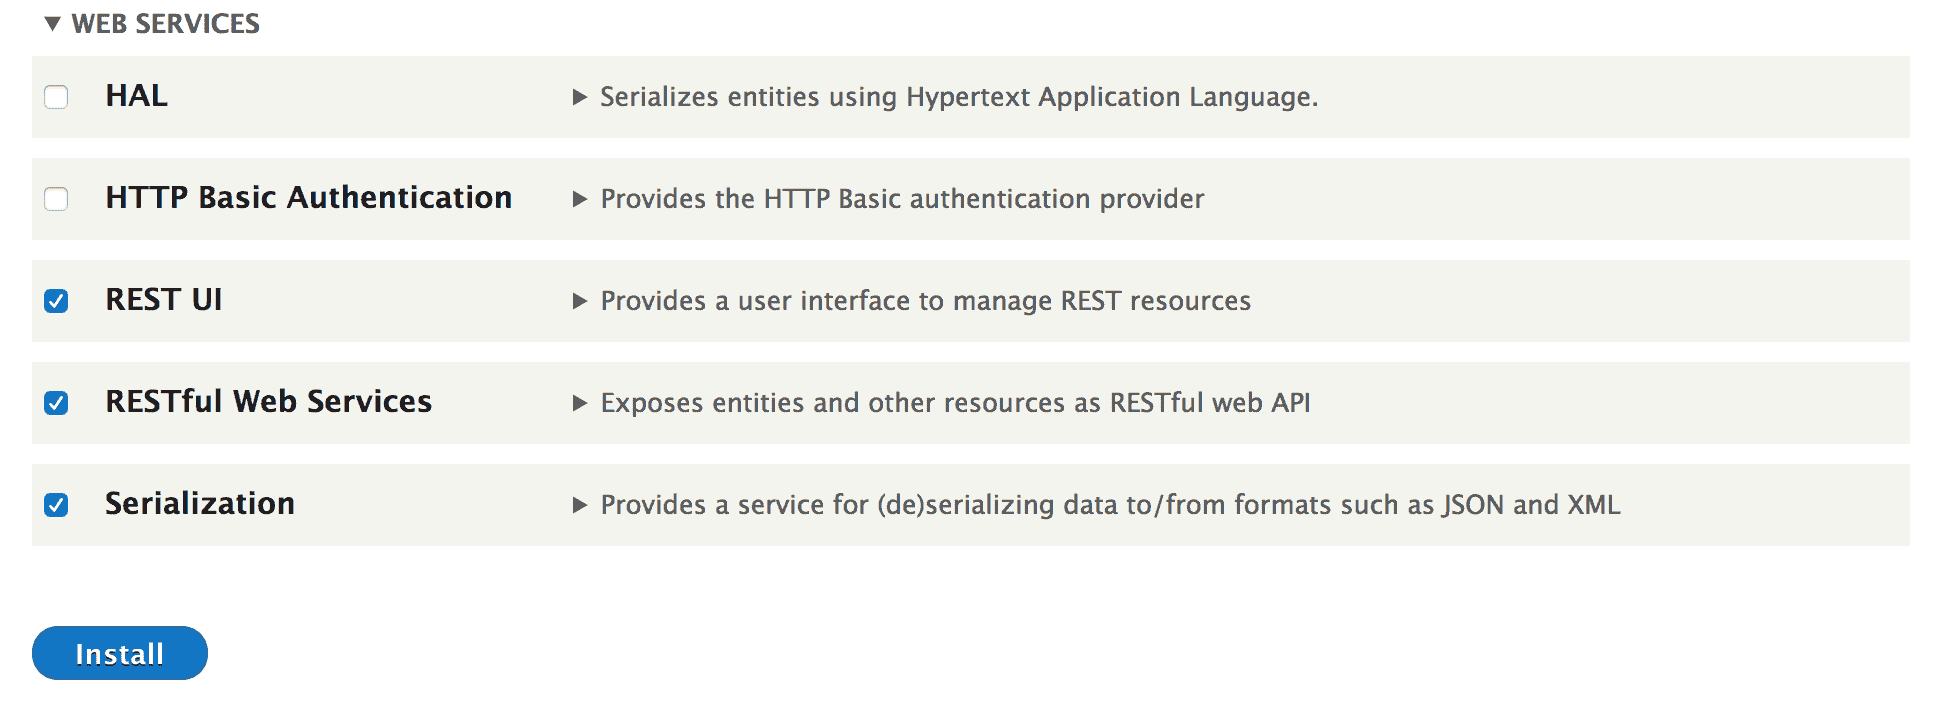 WEB SERVICES
HAL Serializes entities using Hypertext Application Language.
HTTP Basic Authentication Provides the HTTP Basic authentication provider
REST UI Provides a user interface to manage REST resources
RESTful Web Services Exposes entities and other resources as RESTful web API
Serialization Provides a service for (de)serializing data to/from formats such as JSON and XML
Install